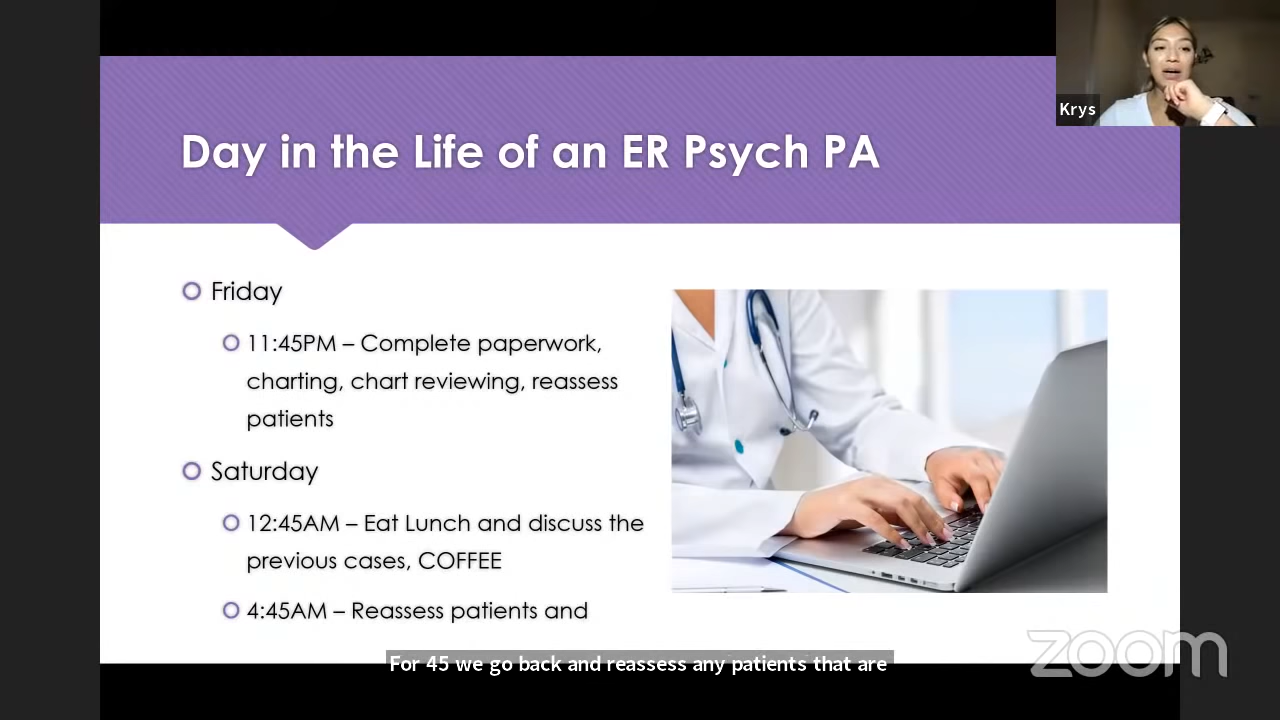 Krys
Day in the Life of an ER Psych PA
Friday
11:45PM – Complete paperwork,
charting, chart reviewing, reassess
patients
Saturday
12:45AM – Eat Lunch and discuss the
previous cases, COFFEE
4:45AM – Reassess patients and
For 45 we go back and reassess any patients that are
zoom